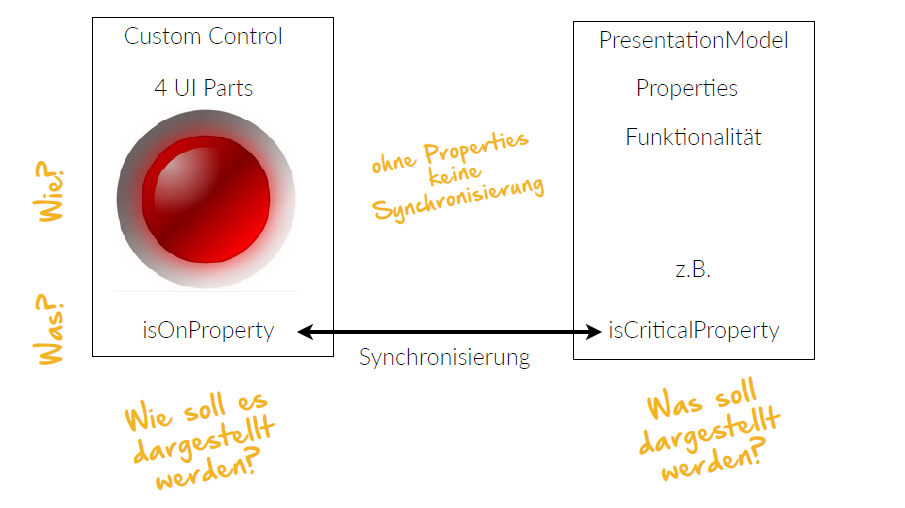 Custom Control
4 UI Parts
Wie?
Was?
isOnProperty
Wie soll es
dargestellt
werden?
ohne Properties
keine
Synchronisierung
Synchronisierung
PresentationModel
Properties
Funktionalität
z.B.
isCriticalProperty
Was soll
dargestellt
werden?